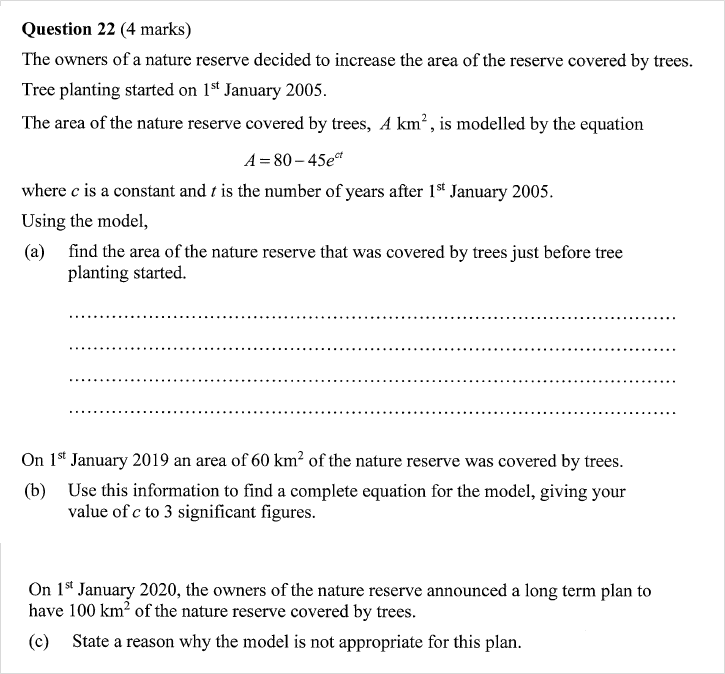 Question 22 (4 marks)
The owners of a nature reserve decided to increase the area of the reserve covered by trees.
Tree planting started on 1st January 2005.
The area of the nature reserve covered by trees, A km², is modelled by the equation
A = 80 – 45e^{ct}
where c is a constant and t is the number of years after 1st January 2005.
Using the model,
(a) find the area of the nature reserve that was covered by trees just before tree
planting started.
On 1st January 2019 an area of 60 km² of the nature reserve was covered by trees.
(b) Use this information to find a complete equation for the model, giving your
value of c to 3 significant figures.
On 1st January 2020, the owners of the nature reserve announced a long term plan to
have 100 km² of the nature reserve covered by trees.
(c) State a reason why the model is not appropriate for this plan.